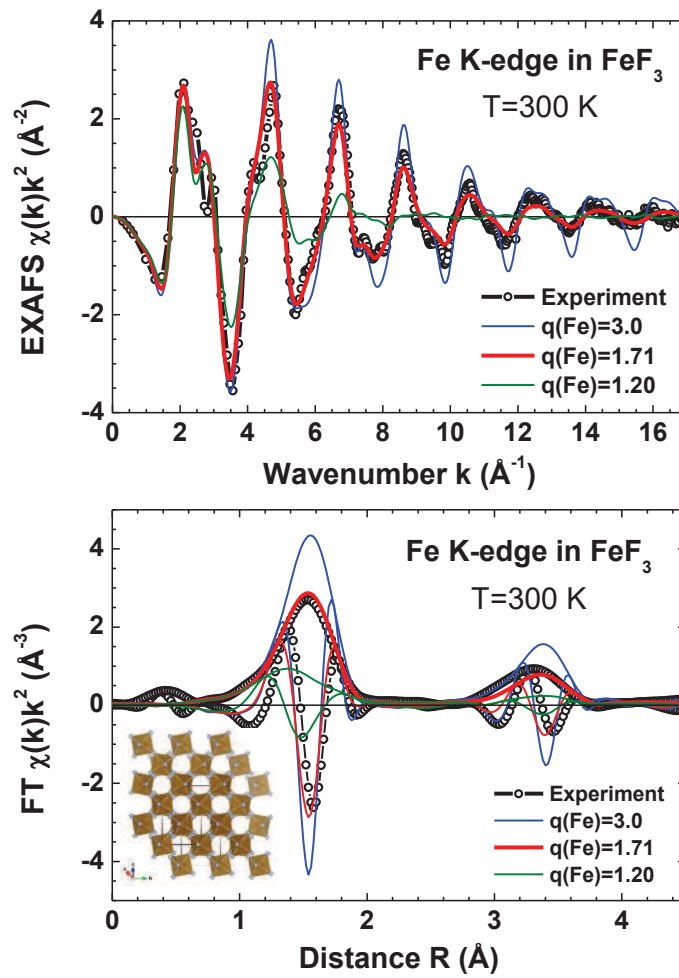 Fe K-edge in FeF₃
T=300 K
4
2
0
-2
-4
EXAFS χ(k)k² (Å⁻²)
Experiment
q(Fe)=3.0
q(Fe)=1.71
q(Fe)=1.20
0 2 4 6 8 10 12 14 16
Wavenumber k (Å⁻¹)
Fe K-edge in FeF₃
T=300 K
4
2
0
-2
-4
FT χ(k)k² (Å⁻³)
Experiment
q(Fe)=3.0
q(Fe)=1.71
q(Fe)=1.20
0 1 2 3 4
Distance R (Å)